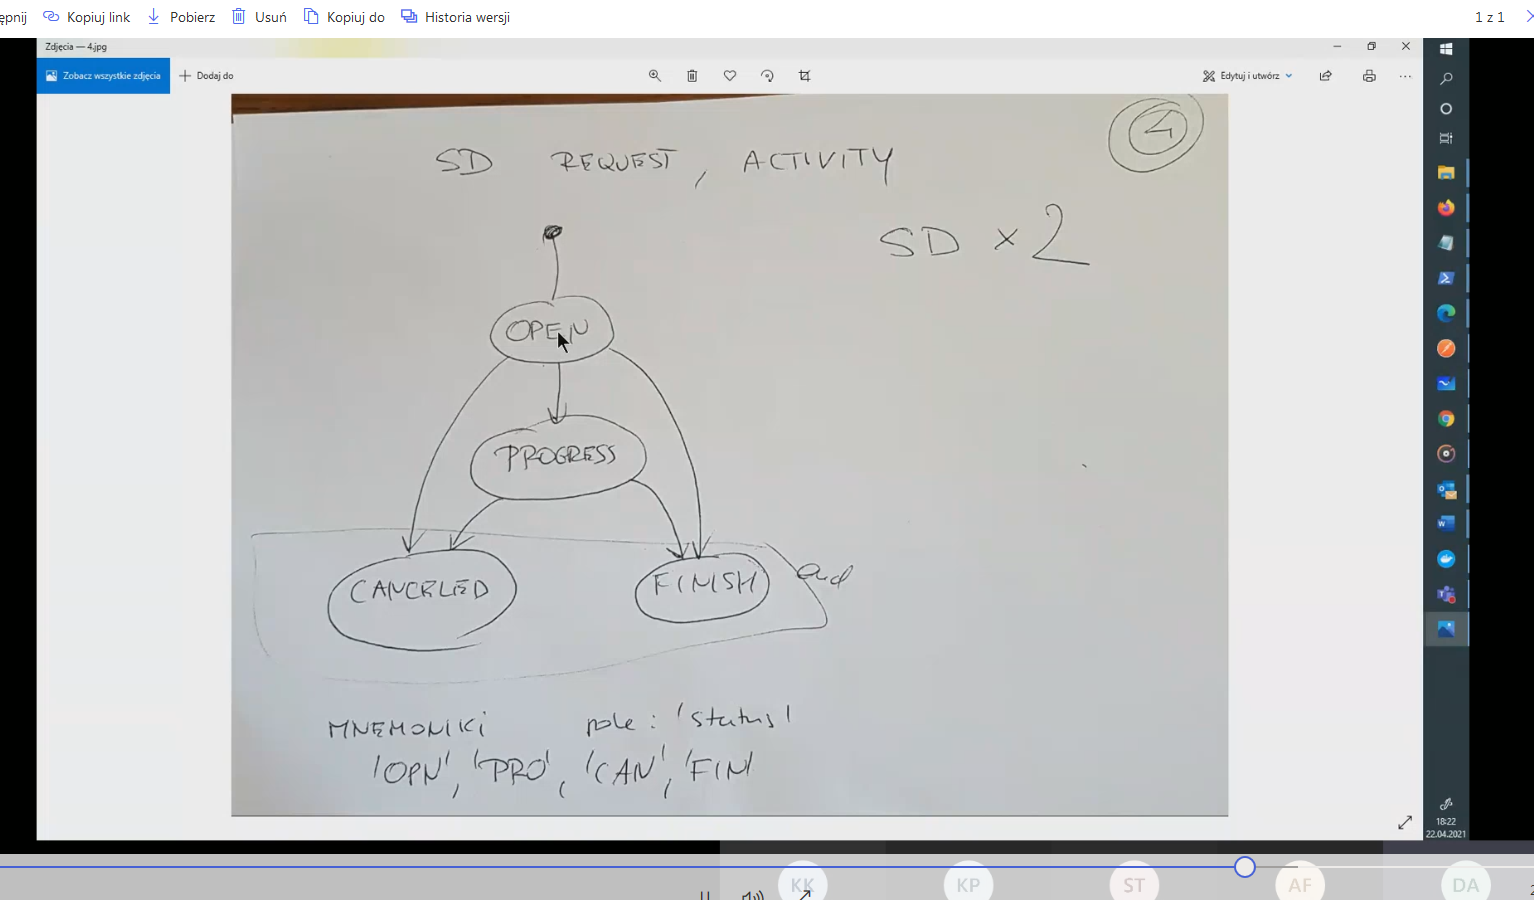 ępnij Kopiuj link Pobierz Usuń Kopiuj do Historia wersji 1 z 1
Zdjęcia — 4.jpg
Zobacz wszystkie zdjęcia Dodaj do Edytuj i utwórz
4
SD REQUEST, ACTIVITY
SD × 2
OPEN
PROGRESS
CANCELED
FINISH
End
MNEMONIKI pole: 'status'
'OPN', 'PRO', 'CAN', 'FIN'
18:22
22.04.2021
KK KP ST AF DA
2